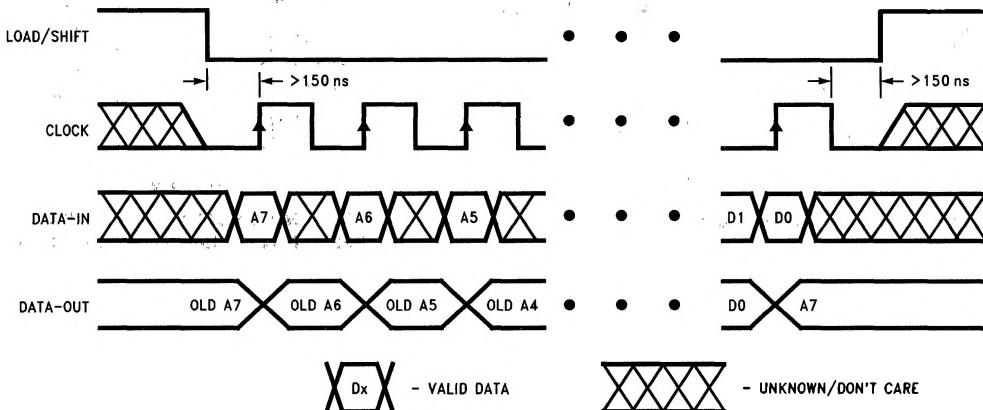 LOAD/SHIFT
>150 ns >150 ns
CLOCK
DATA-IN A7 A6 A5 D1 D0
DATA-OUT OLD A7 OLD A6 OLD A5 OLD A4 D0 A7
Dx - VALID DATA - UNKNOWN/DON'T CARE